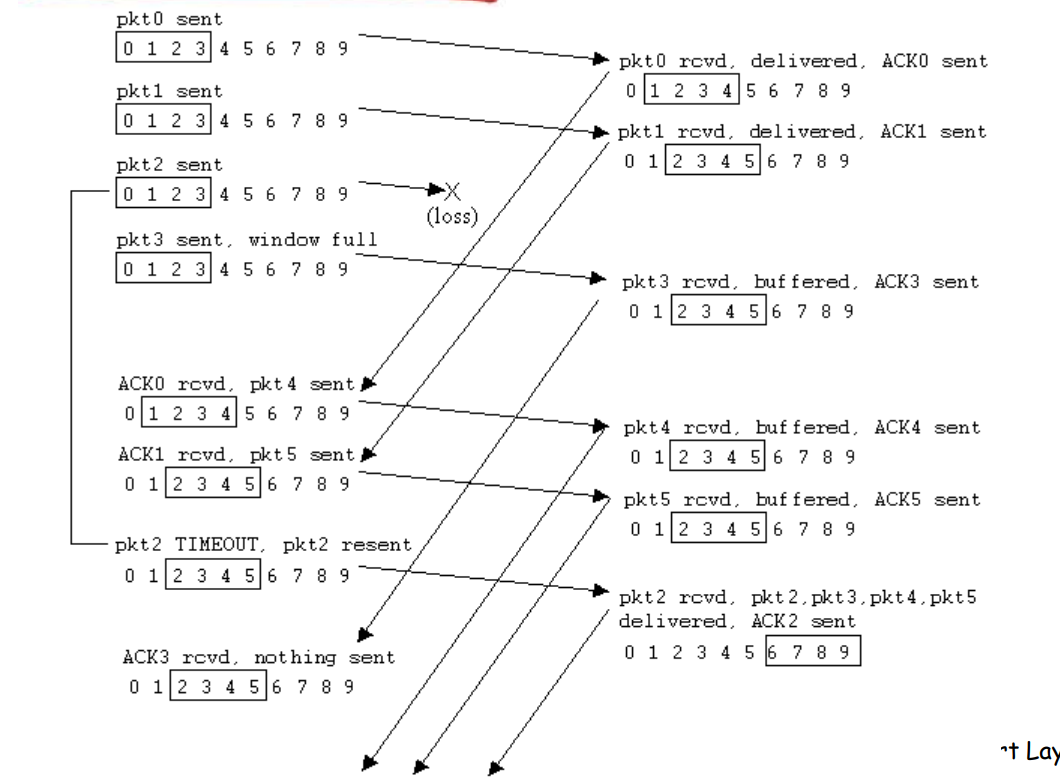 pkt0 sent
0 1 2 3 4 5 6 7 8 9
pkt0 rcvd, delivered, ACK0 sent
0 1 2 3 4 5 6 7 8 9
pkt1 sent
0 1 2 3 4 5 6 7 8 9
pkt1 rcvd, delivered, ACK1 sent
0 1 2 3 4 5 6 7 8 9
pkt2 sent
0 1 2 3 4 5 6 7 8 9
X
(loss)
pkt3 sent, window full
0 1 2 3 4 5 6 7 8 9
pkt3 rcvd, buffered, ACK3 sent
0 1 2 3 4 5 6 7 8 9
ACK0 rcvd, pkt4 sent
0 1 2 3 4 5 6 7 8 9
pkt4 rcvd, buffered, ACK4 sent
0 1 2 3 4 5 6 7 8 9
ACK1 rcvd, pkt5 sent
0 1 2 3 4 5 6 7 8 9
pkt5 rcvd, buffered, ACK5 sent
0 1 2 3 4 5 6 7 8 9
pkt2 TIMEOUT, pkt2 resent
0 1 2 3 4 5 6 7 8 9
pkt2 rcvd, pkt2,pkt3,pkt4,pkt5
delivered, ACK2 sent
0 1 2 3 4 5 6 7 8 9
ACK3 rcvd, nothing sent
0 1 2 3 4 5 6 7 8 9